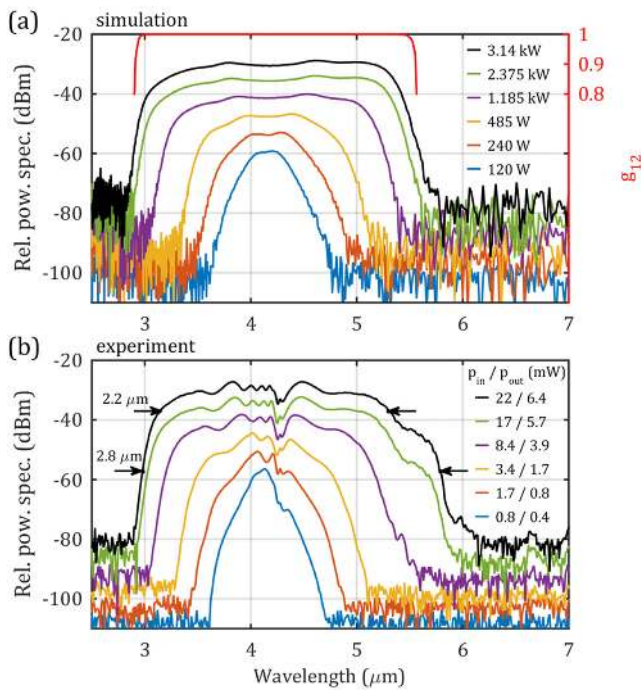 (a) simulation
-20
-40
-60
-80
-100
Rel. pow. spec. (dBm)
3.14 kW
2.375 kW
1.185 kW
485 W
240 W
120 W
1
0.9
0.8
g12
3 4 5 6 7
(b) experiment
-20
-40
-60
-80
-100
Rel. pow. spec. (dBm)
2.2 μm
2.8 μm
pin / pout (mW)
22 / 6.4
17 / 5.7
8.4 / 3.9
3.4 / 1.7
1.7 / 0.8
0.8 / 0.4
3 4 5 6 7
Wavelength (μm)